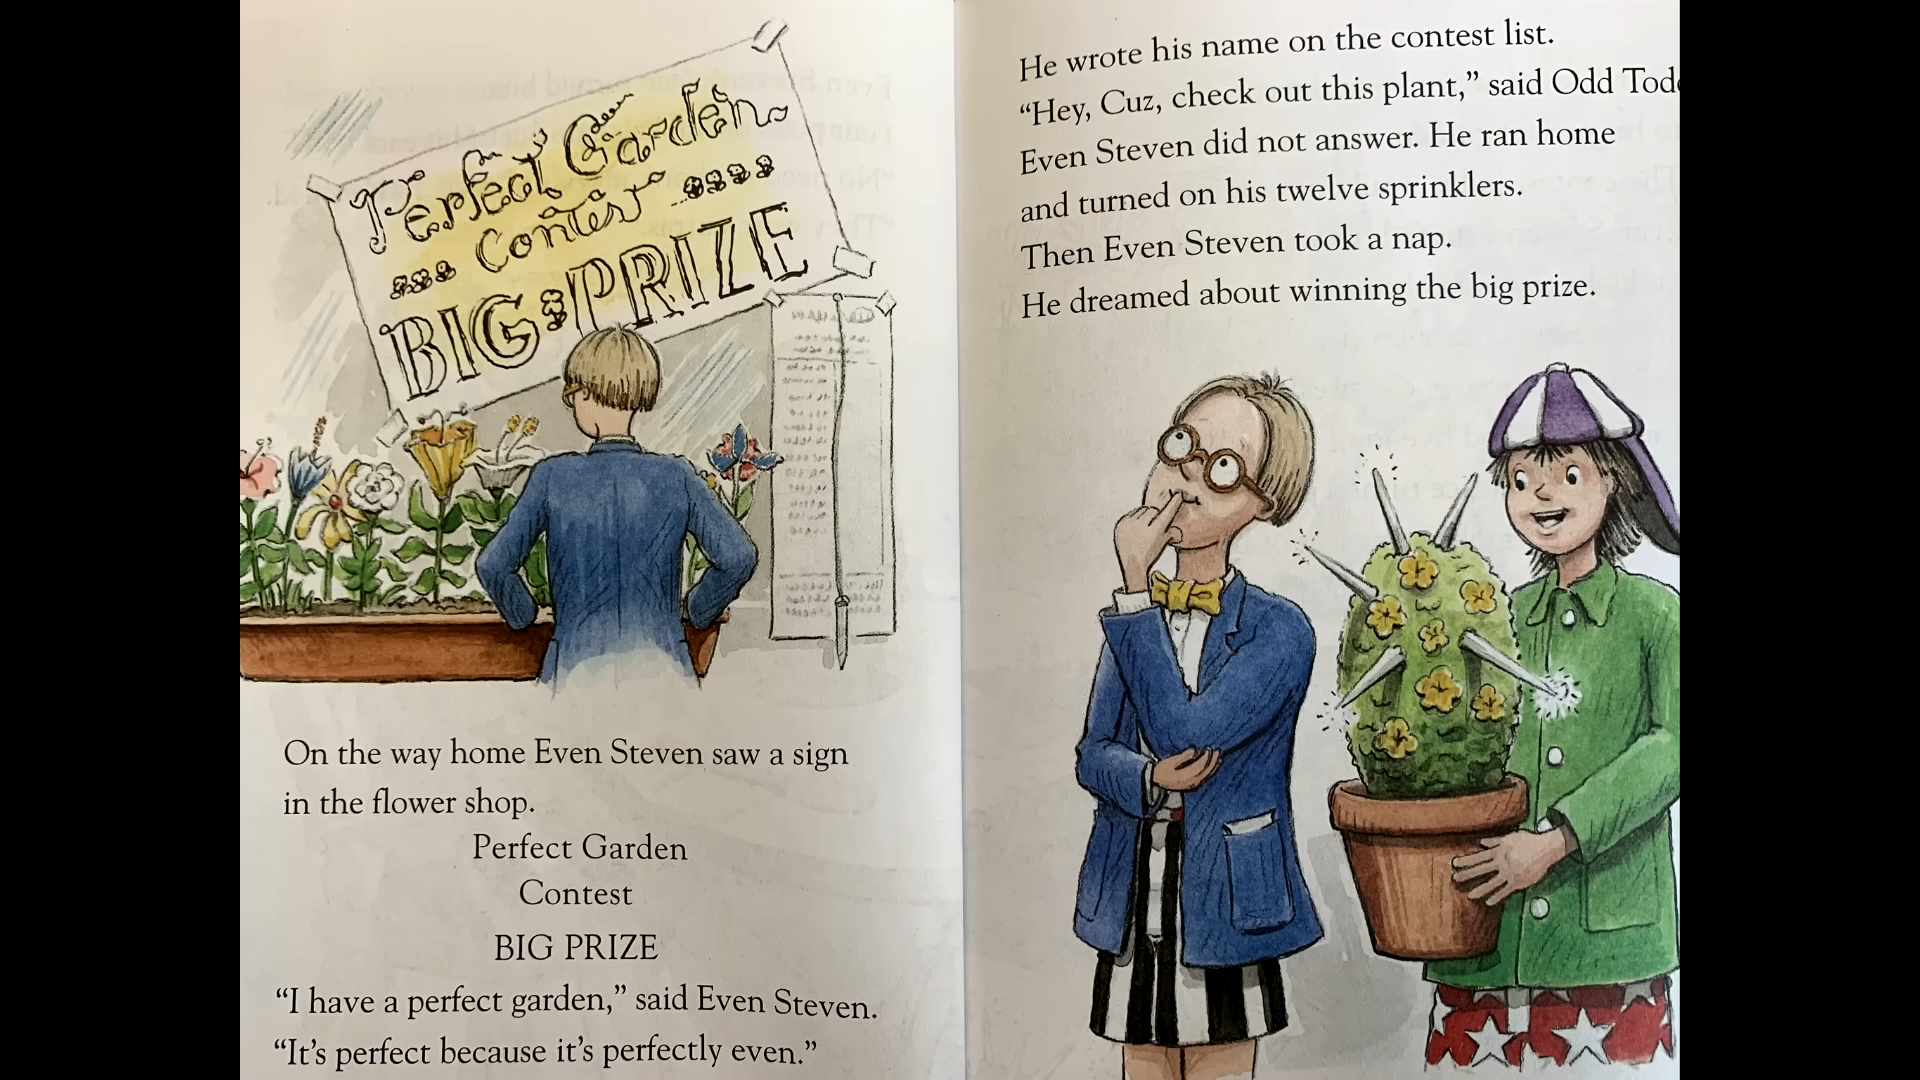 Perfect Garden
Contest
BIG PRIZE
On the way home Even Steven saw a sign
in the flower shop.
Perfect Garden
Contest
BIG PRIZE
“I have a perfect garden,” said Even Steven.
“It’s perfect because it’s perfectly even.”
He wrote his name on the contest list.
“Hey, Cuz, check out this plant,” said Odd
Even Steven did not answer. He ran home
and turned on his twelve sprinklers.
Then Even Steven took a nap.
He dreamed about winning the big prize.